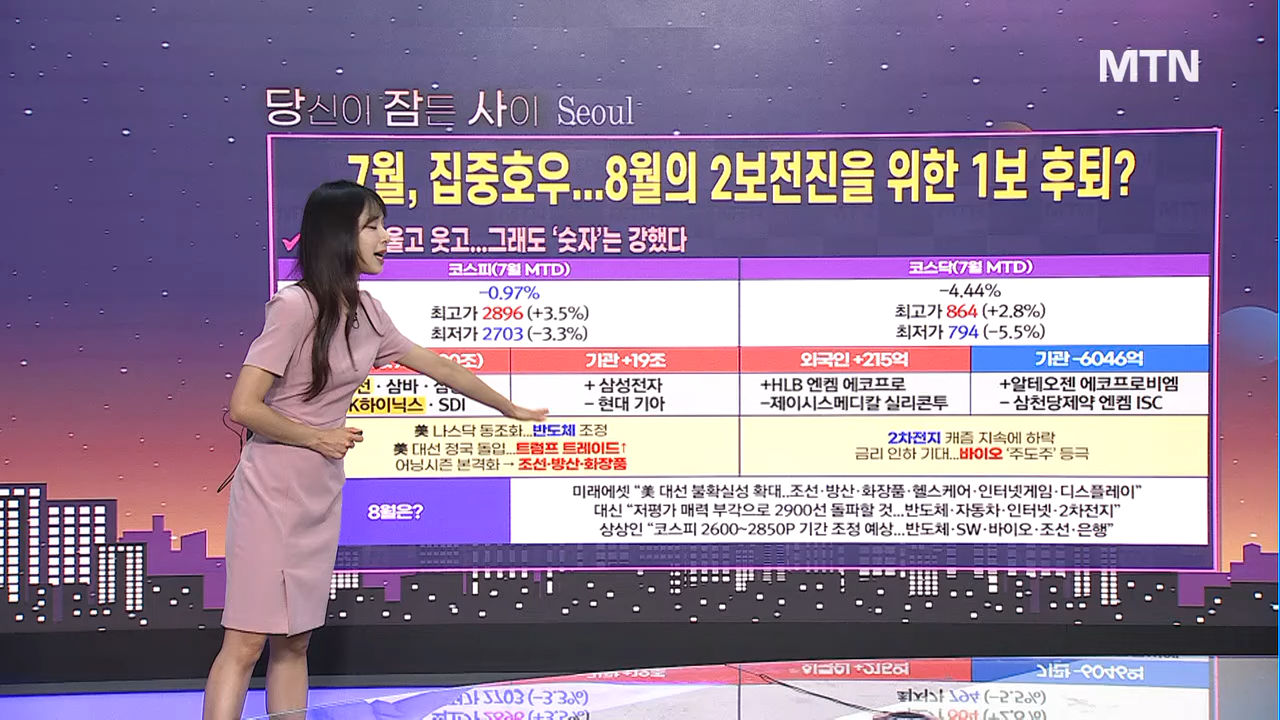 MTN
당신이 잠든 사이 Seoul
7월, 집중호우...8월의 2보전진을 위한 1보 후퇴?
울고 웃고...그래도 '숫자'는 강했다
코스피(7월 MTD)
코스닥(7월 MTD)
-0.97%
최고가 2896 (+3.5%)
최저가 2703 (-3.3%)
-4.44%
최고가 864 (+2.8%)
최저가 794 (-5.5%)
기관 +19조
외국인 +215억
기관 -6046억
· 삼바 ·
K하이닉스 · SDI
+ 삼성전자
- 현대 기아
+HLB 엔켐 에코프로
-제이시스메디칼 실리콘투
+알테오젠 에코프로비엠
- 삼천당제약 엔켐 ISC
美 나스닥 동조화...반도체 조정
美 대선 정국 돌입...트럼프 트레이드↑
어닝시즌 본격화 → 조선·방산·화장품
2차전지 캐즘 지속에 하락
금리 인하 기대...바이오 '주도주' 등극
8월은?
미래에셋 "美 대선 불확실성 확대..조선·방산·화장품·헬스케어·인터넷게임·디스플레이"
대신 "저평가 매력 부각으로 2900선 돌파할 것...반도체·자동차·인터넷·2차전지"
상상인 "코스피 2600~2850P 기간 조정 예상...반도체·SW·바이오·조선·은행"